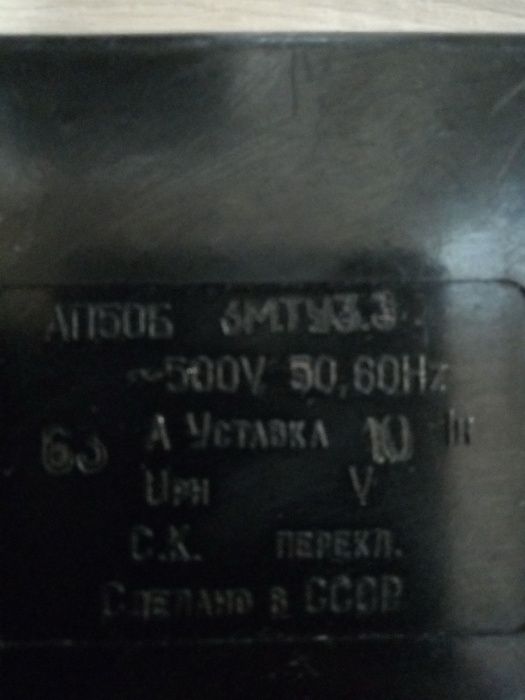 АП50Б 3МТУ3.3
~500V 50,60Hz
63 А Уставка 10 In
Uрн V
С.К. перекл.
Сделано в СССР